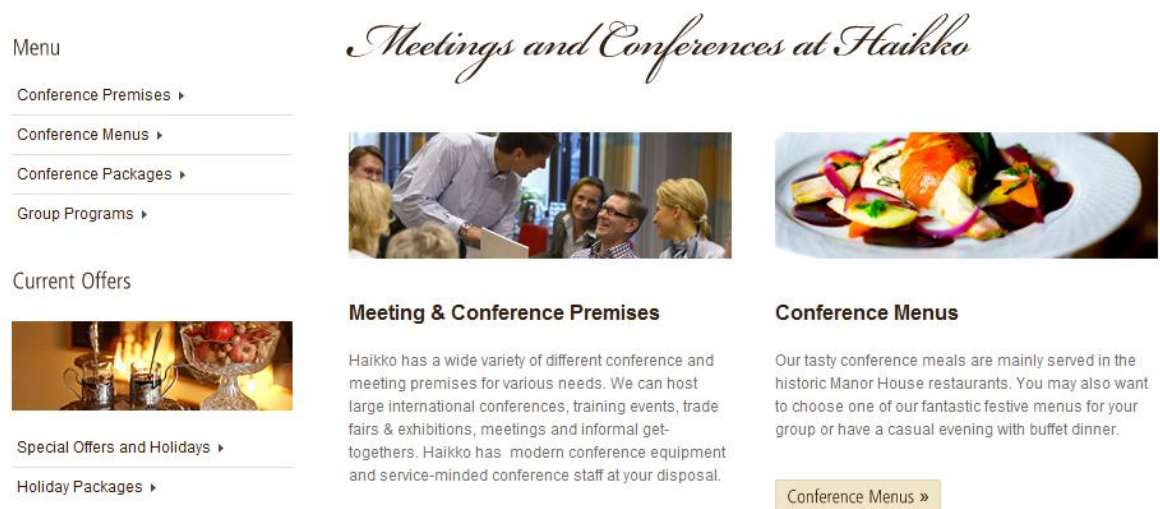 Meetings and Conferences at Haikko
Menu
Conference Premises
Conference Menus
Conference Packages
Group Programs
Current Offers
Special Offers and Holidays
Holiday Packages
Meeting & Conference Premises
Haikko has a wide variety of different conference and
meeting premises for various needs. We can host
large international conferences, training events, trade
fairs & exhibitions, meetings and informal get-
togethers. Haikko has modern conference equipment
and service-minded conference staff at your disposal.
Conference Menus
Our tasty conference meals are mainly served in the
historic Manor House restaurants. You may also want
to choose one of our fantastic festive menus for your
group or have a casual evening with buffet dinner.
Conference Menus »